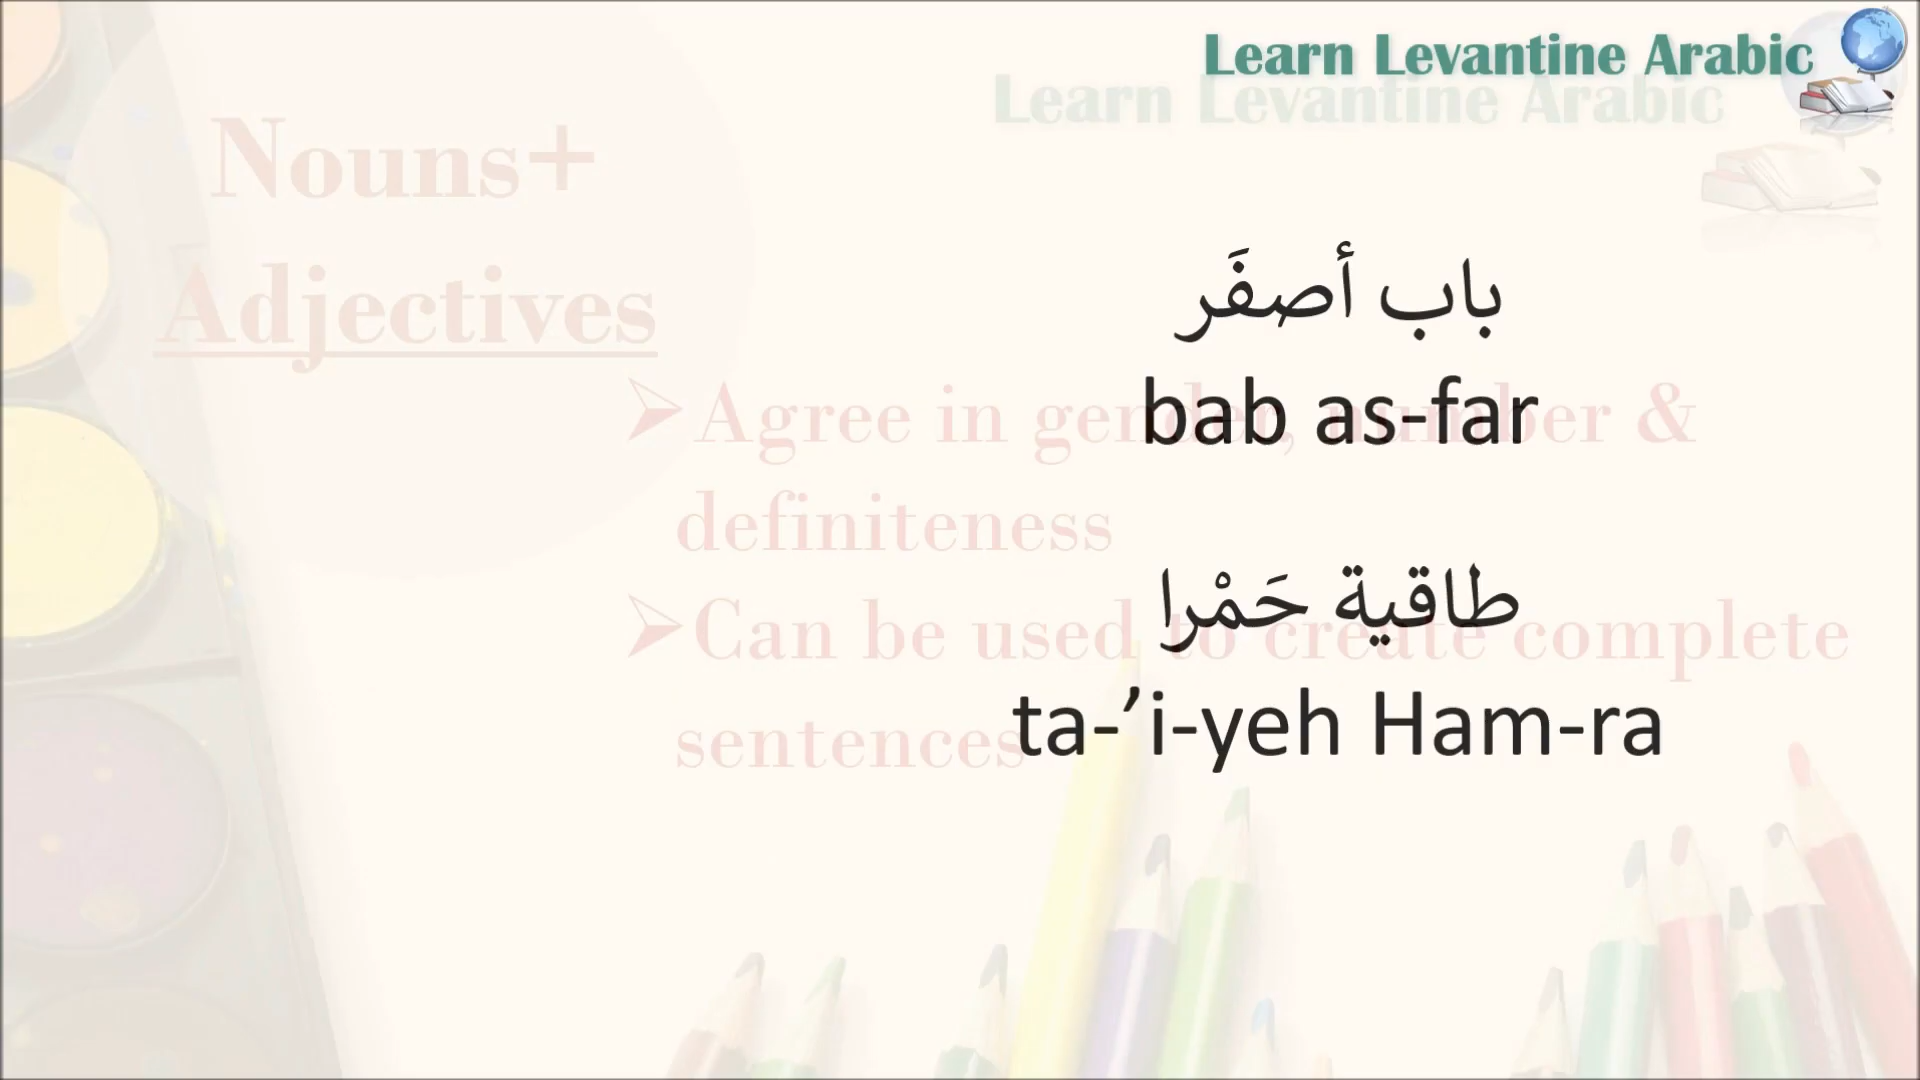 Learn Levantine Arabic
Learn Levantine Arabic
Nouns+
Adjectives
باب أصفَر
bab as-far
➢Agree in gender, number &
definiteness
طاقية حَمْرا
➢Can be used to create complete
sentences
ta-’i-yeh Ham-ra